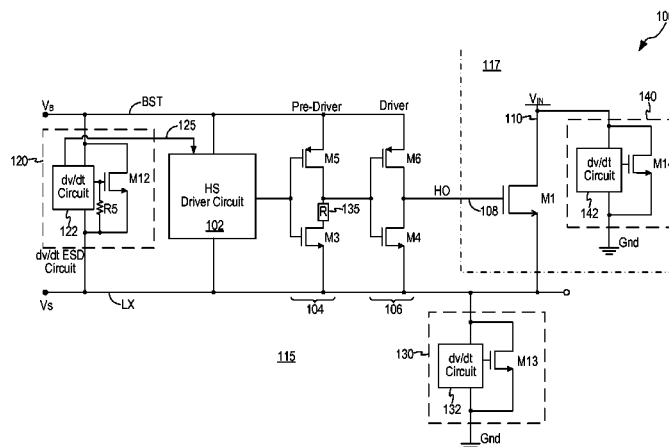 10
117
V_B
BST
125
Pre-Driver
Driver
V_IN
140
110
120
M12
M5
M6
M14
dv/dt
Circuit
HS
Driver Circuit
102
R
135
HO
dv/dt
Circuit
R5
122
108
M1
142
M3
M4
Gnd
dv/dt ESD
Circuit
Vs
LX
104
106
115
130
dv/dt
Circuit
M13
132
Gnd